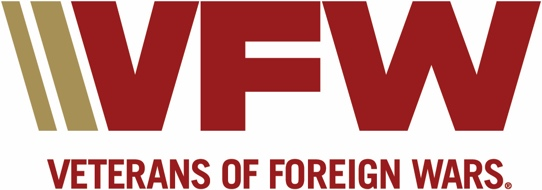 VFW
VETERANS OF FOREIGN WARS.®